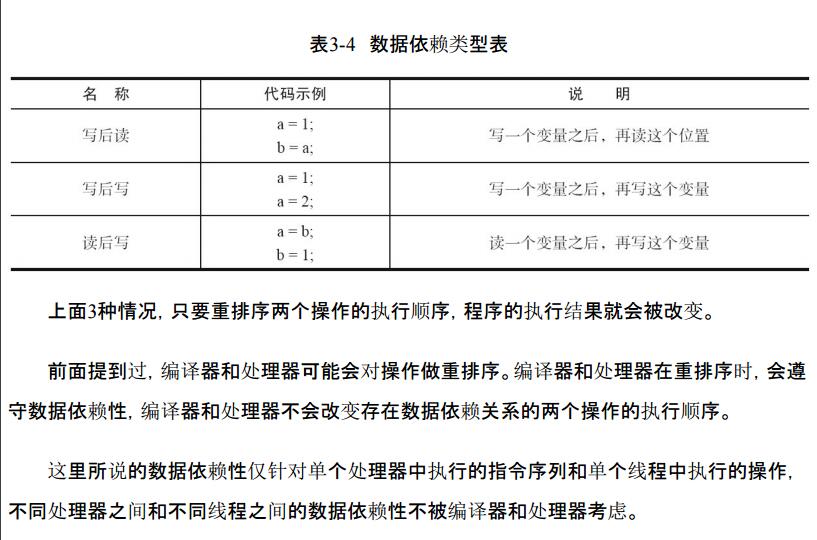 表3-4 数据依赖类型表
名 称 代码示例 说 明
写后读 a = 1; 写一个变量之后，再读这个位置
b = a;
写后写 a = 1; 写一个变量之后，再写这个变量
a = 2;
读后写 a = b; 读一个变量之后，再写这个变量
b = 1;
上面3种情况，只要重排序两个操作的执行顺序，程序的执行结果就会被改变。
前面提到过，编译器和处理器可能会对操作做重排序。编译器和处理器在重排序时，会遵
守数据依赖性，编译器和处理器不会改变存在数据依赖关系的两个操作的执行顺序。
这里所说的数据依赖性仅针对单个处理器中执行的指令序列和单个线程中执行的操作，
不同处理器之间和不同线程之间的数据依赖性不被编译器和处理器考虑。